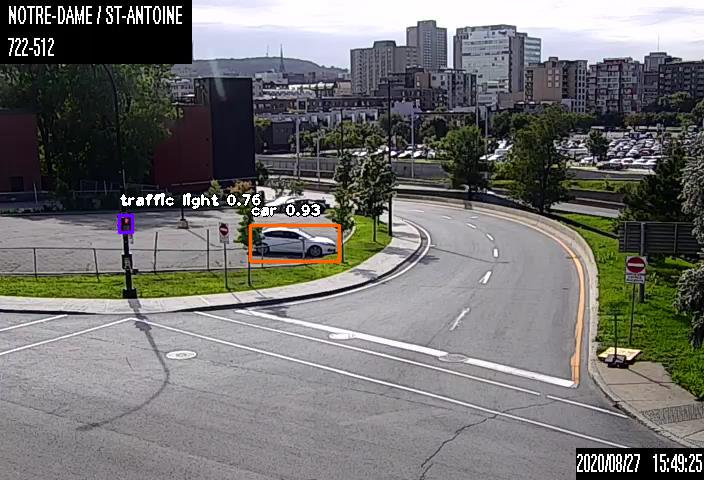 NOTRE-DAME / ST-ANTOINE
722-512
traffic light 0.76
car 0.93
2020/08/27 15:49:25